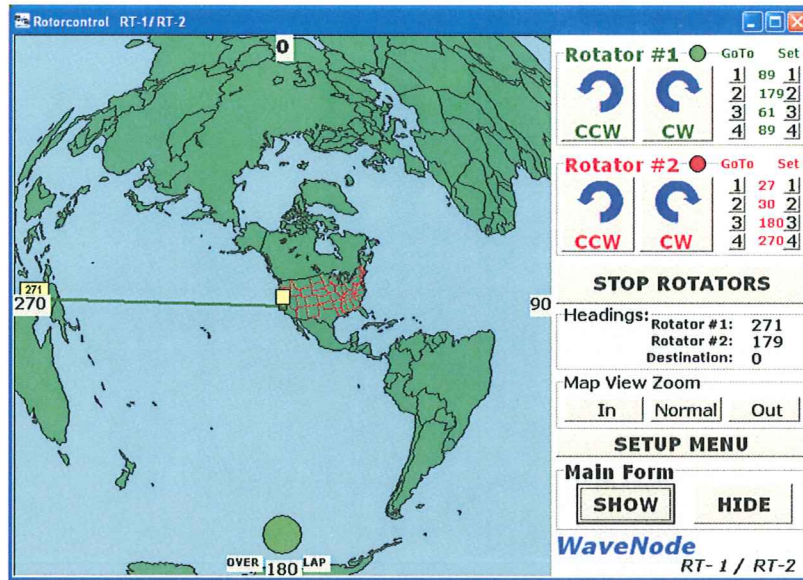 Rotorcontrol RT-1/RT-2
0
271
270
90
OVER 180 LAP
Rotator #1 GoTo Set
1 89 1
2 179 2
3 61 3
4 89 4
CCW CW
Rotator #2 GoTo Set
1 27 1
2 30 2
3 180 3
4 270 4
CCW CW
STOP ROTATORS
Headings:
Rotator #1: 271
Rotator #2: 179
Destination: 0
Map View Zoom
In Normal Out
SETUP MENU
Main Form
SHOW HIDE
WaveNode
RT- 1 / RT-2